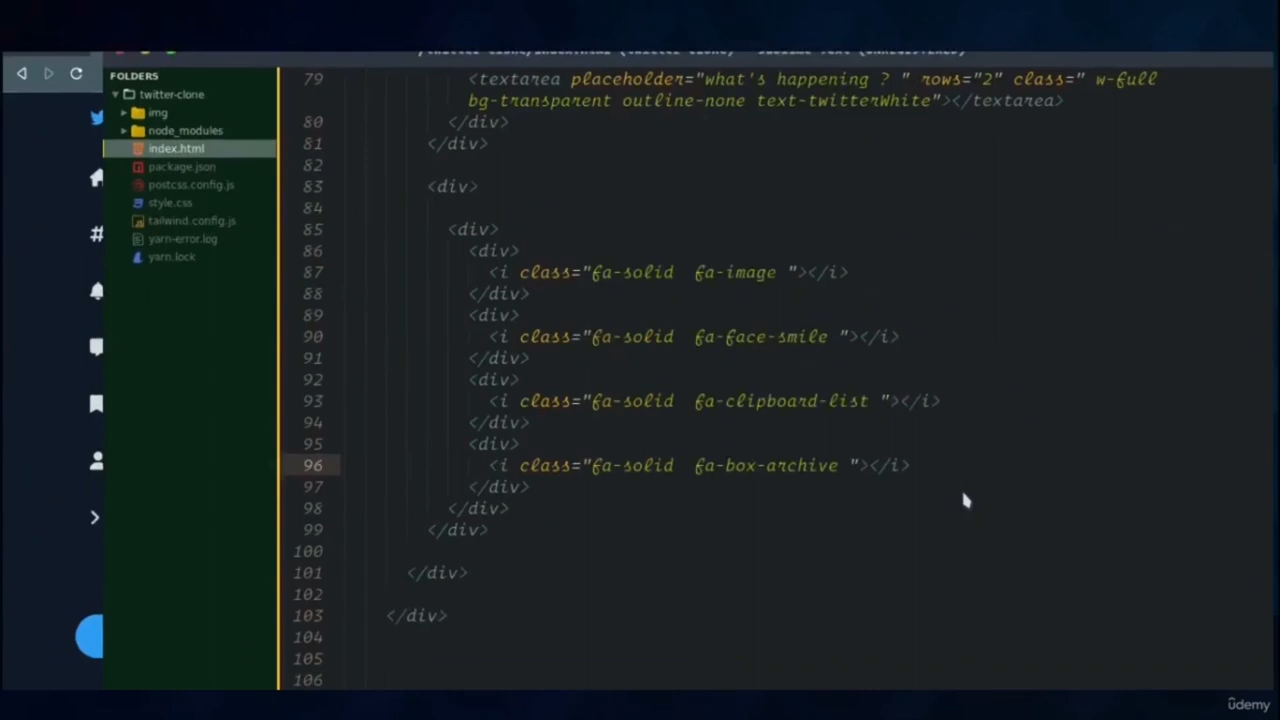 FOLDERS
twitter-clone
img
node_modules
index.html
package.json
postcss.config.js
style.css
tailwind.config.js
yarn-error.log
yarn.lock
79 <textarea placeholder="what's happening ? " rows="2" class=" w-full
bg-transparent outline-none text-twitterWhite"></textarea>
80 </div>
81 </div>
82
83 <div>
84
85 <div>
86 <div>
87 <i class="fa-solid  fa-image "></i>
88 </div>
89 <div>
90 <i class="fa-solid  fa-face-smile "></i>
91 </div>
92 <div>
93 <i class="fa-solid  fa-clipboard-list "></i>
94 </div>
95 <div>
96 <i class="fa-solid  fa-box-archive "></i>
97 </div>
98 </div>
99 </div>
100
101 </div>
102
103 </div>
104
105
106
udemy